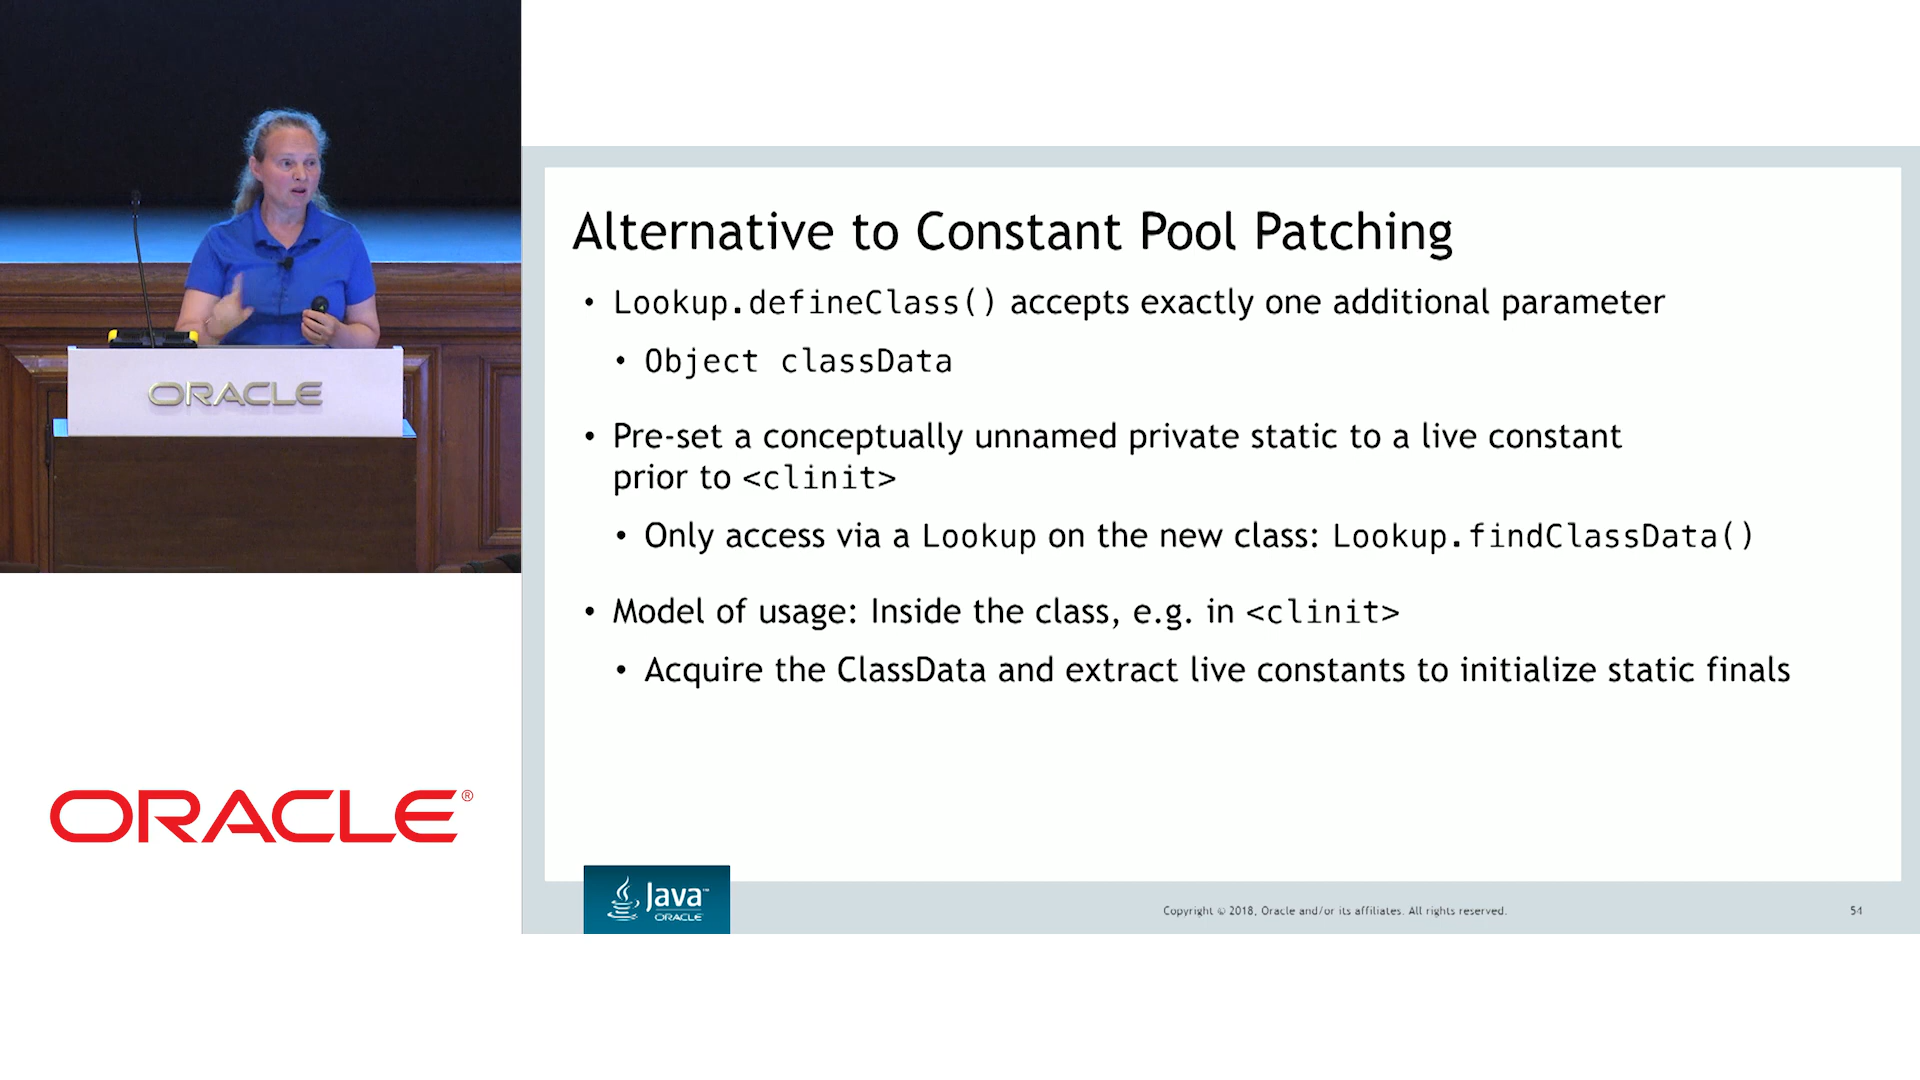 ORACLE
ORACLE®
Alternative to Constant Pool Patching
• Lookup.defineClass() accepts exactly one additional parameter
• Object classData
• Pre-set a conceptually unnamed private static to a live constant
prior to <clinit>
• Only access via a Lookup on the new class: Lookup.findClassData()
• Model of usage: Inside the class, e.g. in <clinit>
• Acquire the ClassData and extract live constants to initialize static finals
Java™
ORACLE
Copyright © 2018, Oracle and/or its affiliates. All rights reserved.
54